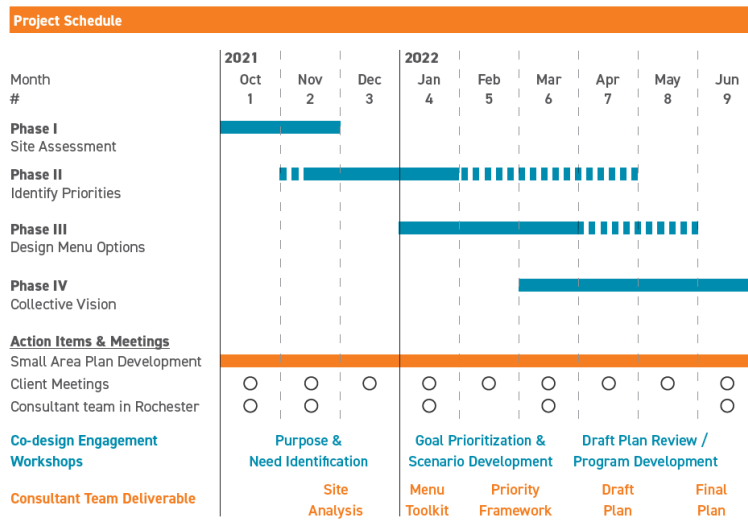 Project Schedule
2021 2022
Month Oct Nov Dec Jan Feb Mar Apr May Jun
# 1 2 3 4 5 6 7 8 9
Phase I
Site Assessment
Phase II
Identify Priorities
Phase III
Design Menu Options
Phase IV
Collective Vision
Action Items & Meetings
Small Area Plan Development
Client Meetings
Consultant team in Rochester
Co-design Engagement Purpose & Goal Prioritization & Draft Plan Review /
Workshops Need Identification Scenario Development Program Development
Site Menu Priority Draft Final
Consultant Team Deliverable
Analysis Toolkit Framework Plan Plan